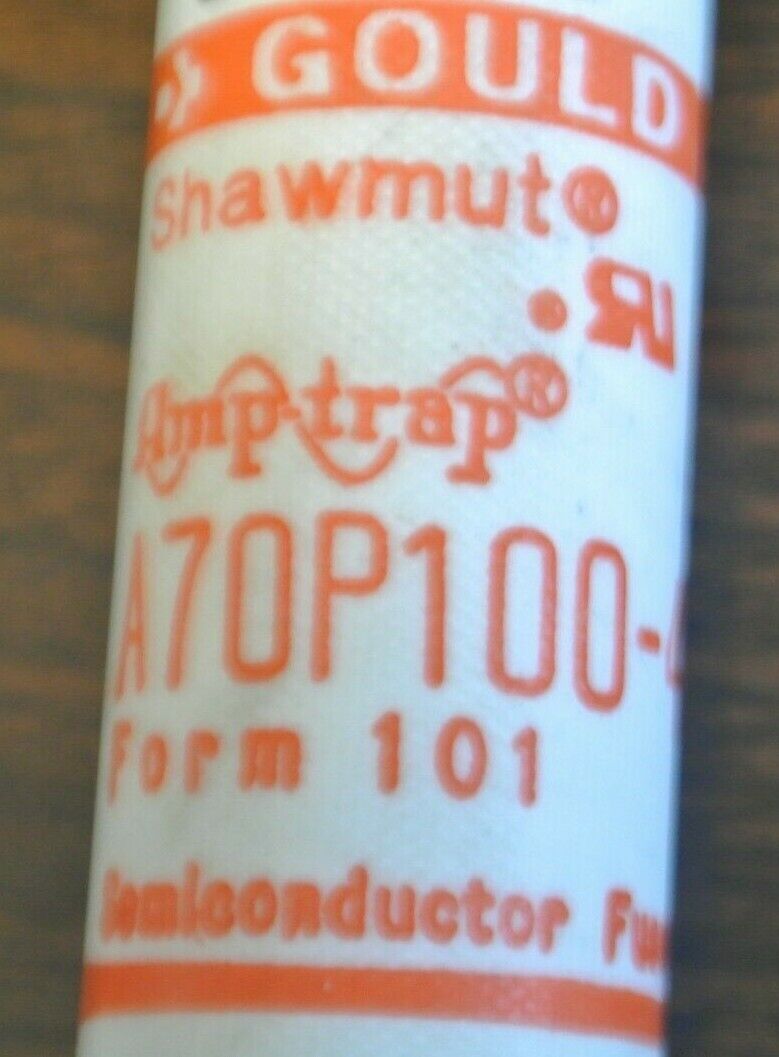 GOULD
Shawmut®
Amp-trap®
A70P100-
Form 101
Semiconductor Fu